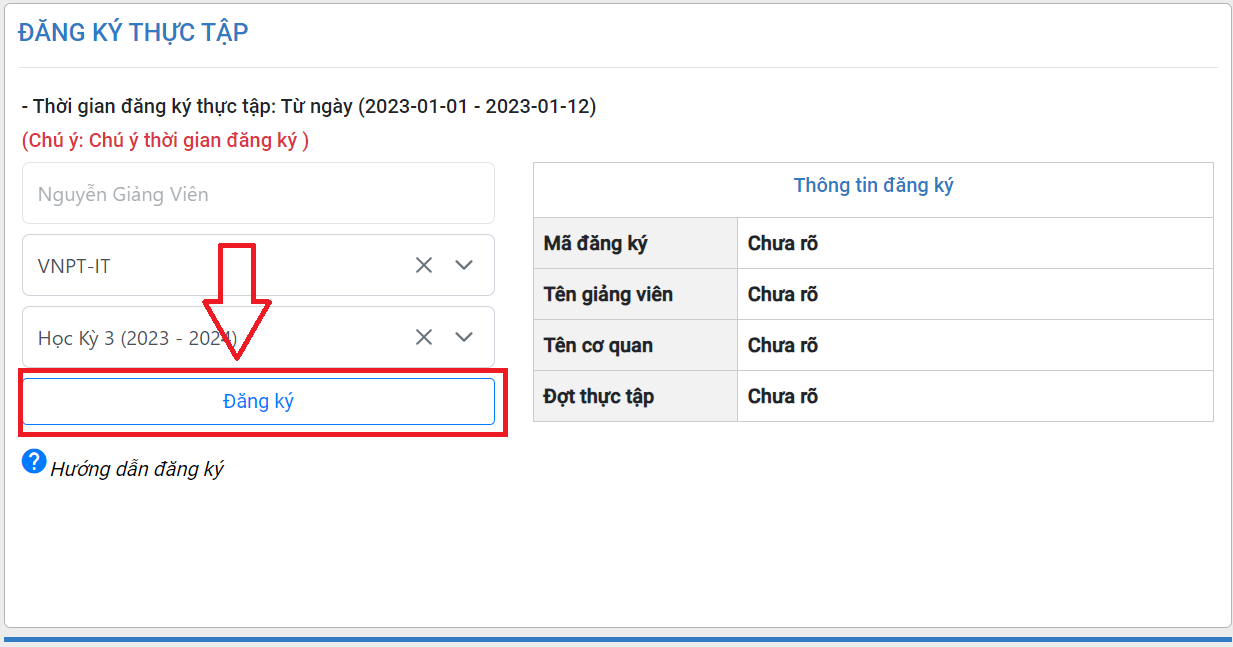 ĐĂNG KÝ THỰC TẬP
- Thời gian đăng ký thực tập: Từ ngày (2023-01-01 - 2023-01-12)
(Chú ý: Chú ý thời gian đăng ký )
Nguyễn Giảng Viên
VNPT-IT
Học Kỳ 3 (2023 - 2024)
Đăng ký
Hướng dẫn đăng ký
Thông tin đăng ký
Mã đăng ký Chưa rõ
Tên giảng viên Chưa rõ
Tên cơ quan Chưa rõ
Đợt thực tập Chưa rõ